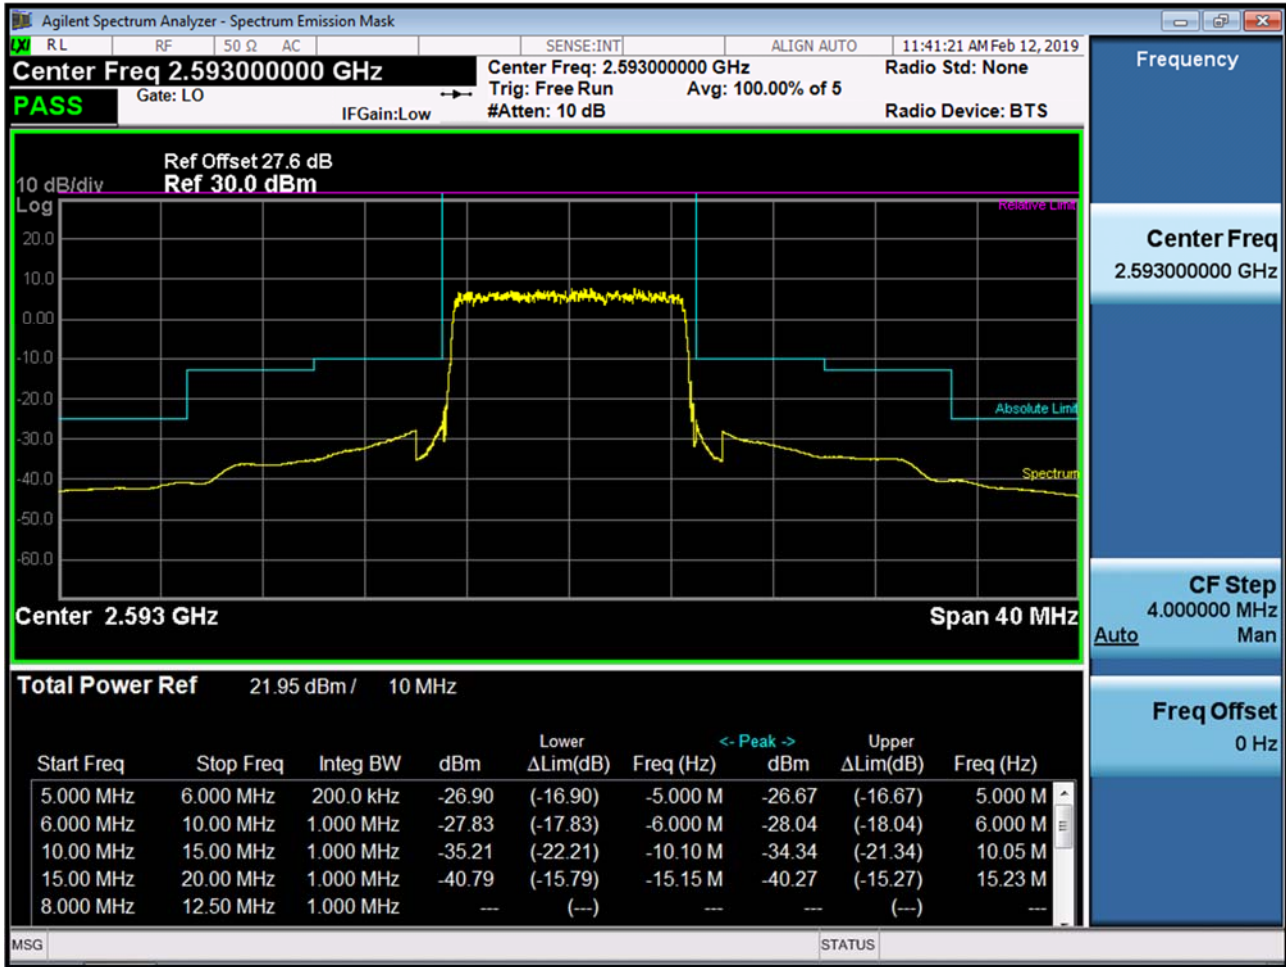 Agilent Spectrum Analyzer - Spectrum Emission Mask
LXI RL RF 50 Ω AC SENSE:INT ALIGN AUTO 11:41:21 AM Feb 12, 2019
Center Freq 2.593000000 GHz Center Freq: 2.593000000 GHz Radio Std: None
Gate: LO Trig: Free Run Avg: 100.00% of 5
PASS IFGain:Low #Atten: 10 dB Radio Device: BTS
Ref Offset 27.6 dB
10 dB/div Ref 30.0 dBm
Log
Relative Limit
20.0
10.0
0.00
-10.0
-20.0
Absolute Limit
-30.0
-40.0
Spectrum
-50.0
-60.0
Center 2.593 GHz Span 40 MHz
Total Power Ref 21.95 dBm / 10 MHz
Lower <- Peak -> Upper
Start Freq Stop Freq Integ BW dBm ΔLim(dB) Freq (Hz) dBm ΔLim(dB) Freq (Hz)
5.000 MHz 6.000 MHz 200.0 kHz -26.90 (-16.90) -5.000 M -26.67 (-16.67) 5.000 M
6.000 MHz 10.00 MHz 1.000 MHz -27.83 (-17.83) -6.000 M -28.04 (-18.04) 6.000 M
10.00 MHz 15.00 MHz 1.000 MHz -35.21 (-22.21) -10.10 M -34.34 (-21.34) 10.05 M
15.00 MHz 20.00 MHz 1.000 MHz -40.79 (-15.79) -15.15 M -40.27 (-15.27) 15.23 M
8.000 MHz 12.50 MHz 1.000 MHz --- (---) --- --- (---) ---
MSG STATUS
Frequency
Center Freq
2.593000000 GHz
CF Step
4.000000 MHz
Auto Man
Freq Offset
0 Hz